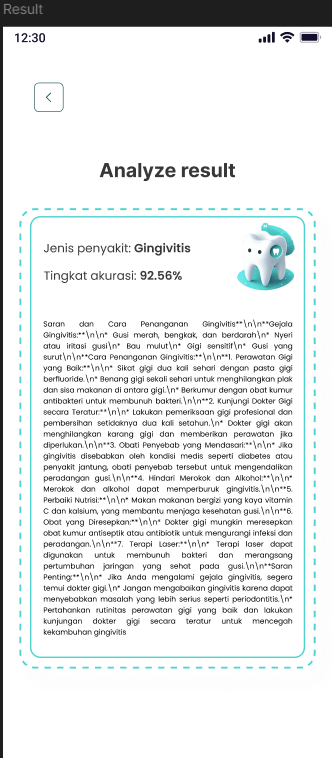 Result
12:30
Analyze result
Jenis penyakit: Gingivitis
Tingkat akurasi: 92.56%
Saran dan Cara Penanganan Gingivitis**\n\n**Gejala
Gingivitis:**\n\n* Gusi merah, bengkak, dan berdarah\n* Nyeri
atau iritasi gusi\n* Bau mulut\n* Gigi sensitif\n* Gusi yang
surut\n\n**Cara Penanganan Gingivitis:**\n\n**1. Perawatan Gigi
yang Baik:**\n\n* Sikat gigi dua kali sehari dengan pasta gigi
berfluoride.\n* Benang gigi sekali sehari untuk menghilangkan plak
dan sisa makanan di antara gigi.\n* Berkumur dengan obat kumur
antibakteri untuk membunuh bakteri.\n\n**2. Kunjungi Dokter Gigi
secara Teratur:**\n\n* Lakukan pemeriksaan gigi profesional dan
pembersihan setidaknya dua kali setahun.\n* Dokter gigi akan
menghilangkan karang gigi dan memberikan perawatan jika
diperlukan.\n\n**3. Obati Penyebab yang Mendasari:**\n\n* Jika
gingivitis disebabkan oleh kondisi medis seperti diabetes atau
penyakit jantung, obati penyebab tersebut untuk mengendalikan
peradangan gusi.\n\n**4. Hindari Merokok dan Alkohol:**\n\n*
Merokok dan alkohol dapat memperburuk gingivitis.\n\n**5.
Perbaiki Nutrisi:**\n\n* Makan makanan bergizi yang kaya vitamin
C dan kalsium, yang membantu menjaga kesehatan gusi.\n\n**6.
Obat yang Diresepkan:**\n\n* Dokter gigi mungkin meresepkan
obat kumur antiseptik atau antibiotik untuk mengurangi infeksi dan
peradangan.\n\n**7. Terapi Laser:**\n\n* Terapi laser dapat
digunakan untuk membunuh bakteri dan merangsang
pertumbuhan jaringan yang sehat pada gusi.\n\n**Saran
Penting:**\n\n* Jika Anda mengalami gejala gingivitis, segera
temui dokter gigi.\n* Jangan mengabaikan gingivitis karena dapat
menyebabkan masalah yang lebih serius seperti periodontitis.\n*
Pertahankan rutinitas perawatan gigi yang baik dan lakukan
kunjungan dokter gigi secara teratur untuk mencegah
kekambuhan gingivitis